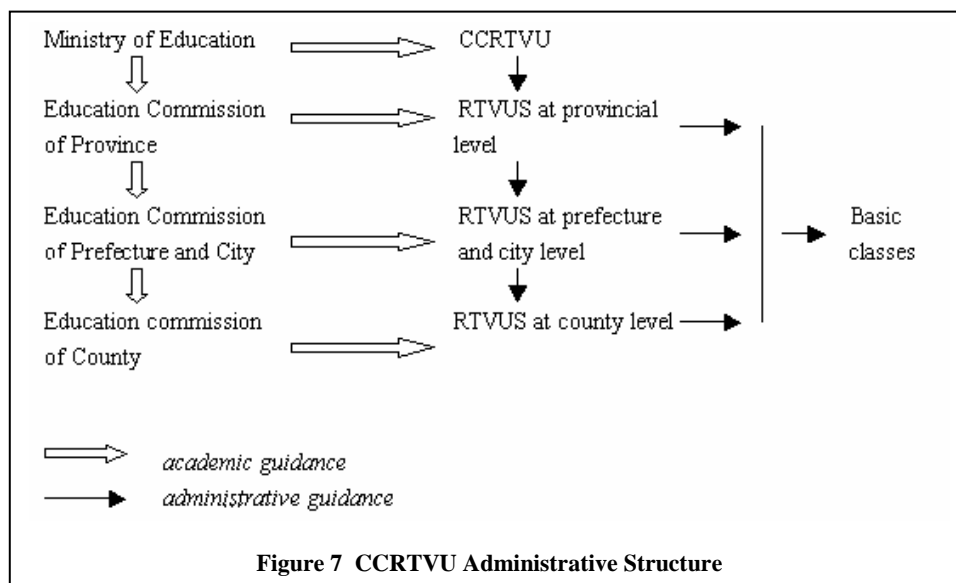 Ministry of Education
CCRTVU
Education Commission
of Province
RTVUS at provincial
level
Education Commission
of Prefecture and City
RTVUS at prefecture
and city level
Basic
classes
Education commission
of County
RTVUS at county level
academic guidance
administrative guidance
Figure 7 CCRTVU Administrative Structure